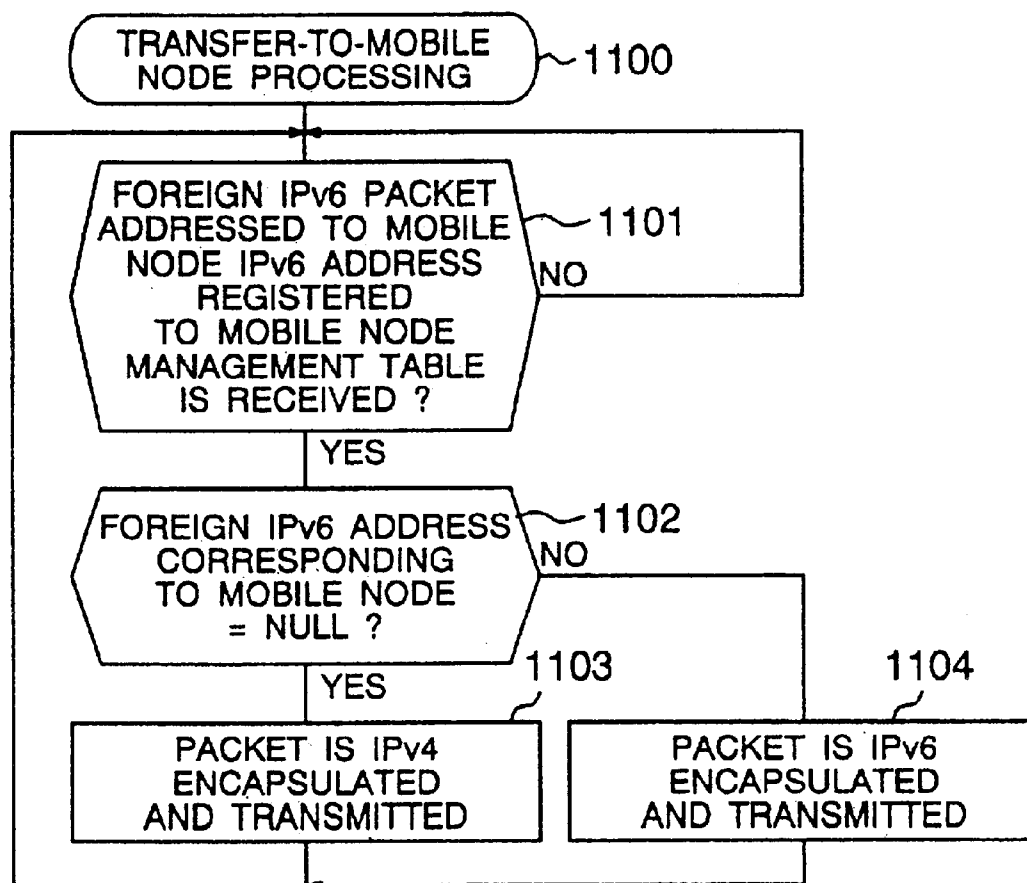 TRANSFER-TO-MOBILE
NODE PROCESSING
1100
FOREIGN IPv6 PACKET
ADDRESSED TO MOBILE
NODE IPv6 ADDRESS
REGISTERED
TO MOBILE NODE
MANAGEMENT TABLE
IS RECEIVED ?
1101
NO
YES
FOREIGN IPv6 ADDRESS
CORRESPONDING
TO MOBILE NODE
= NULL ?
1102
NO
YES
1103
PACKET IS IPv4
ENCAPSULATED
AND TRANSMITTED
1104
PACKET IS IPv6
ENCAPSULATED
AND TRANSMITTED